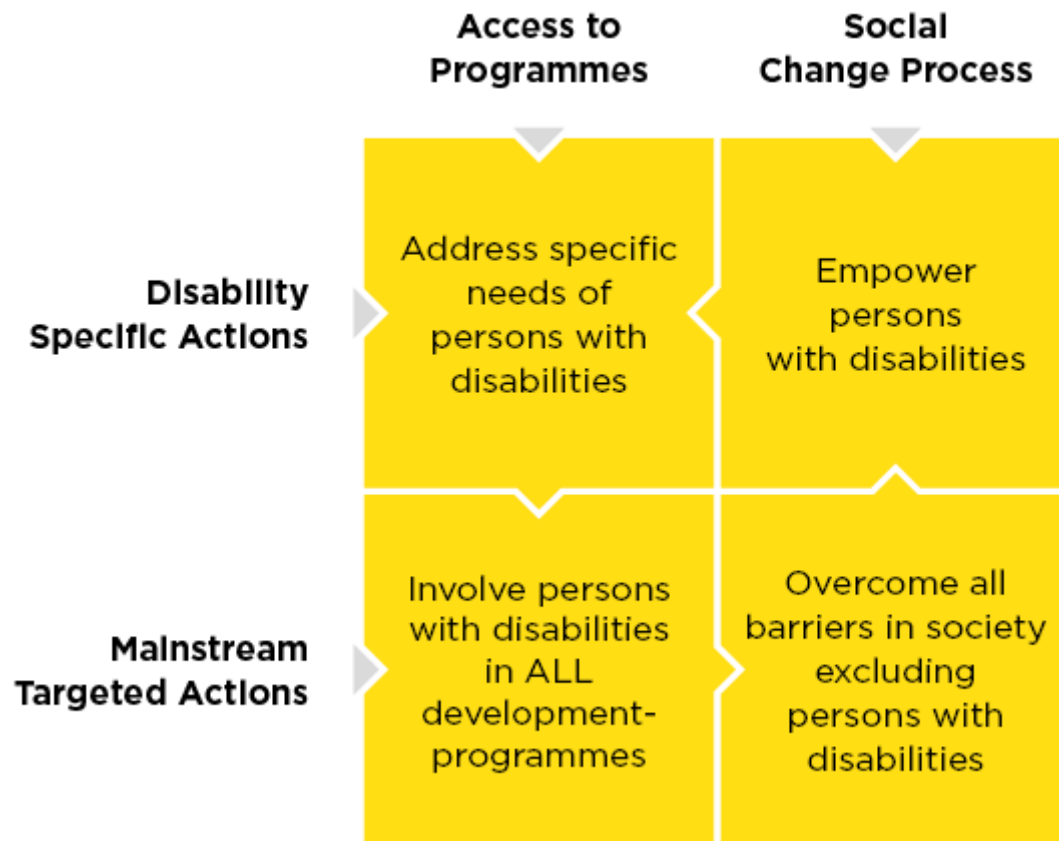 Access to
Programmes
Social
Change Process
Disability
Specific Actions
Address specific
needs of
persons with
disabilities
Empower
persons
with disabilities
Mainstream
Targeted Actions
Involve persons
with disabilities
in ALL
development-
programmes
Overcome all
barriers in society
excluding
persons with
disabilities